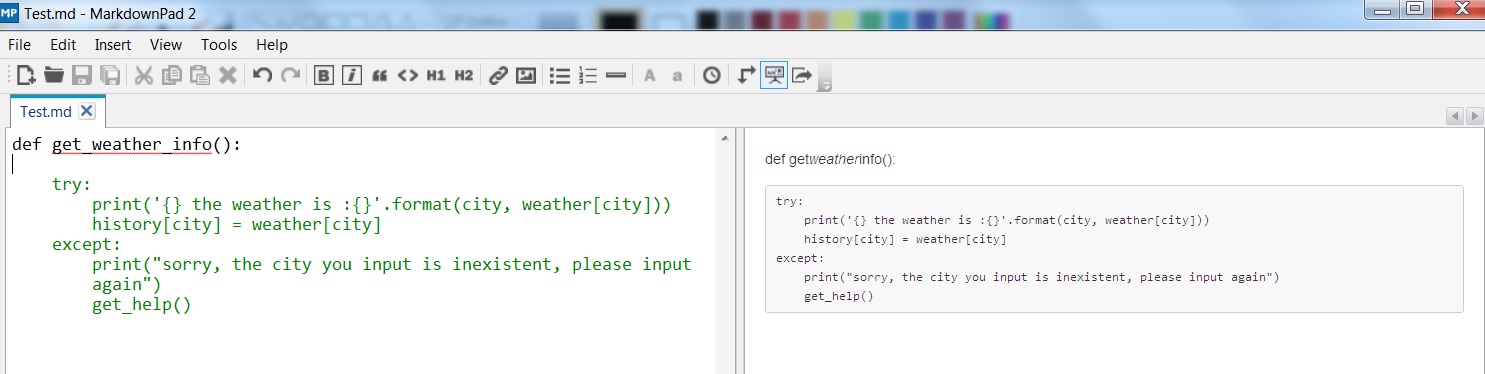 MP Test.md - MarkdownPad 2
File Edit Insert View Tools Help
B i “ <> H1 H2 A a
Test.md
def get_weather_info():
try:
print('{} the weather is :{}'.format(city, weather[city]))
history[city] = weather[city]
except:
print("sorry, the city you input is inexistent, please input
again")
get_help()
def getweatherinfo():
try:
print('{} the weather is :{}'.format(city, weather[city]))
history[city] = weather[city]
except:
print("sorry, the city you input is inexistent, please input again")
get_help()